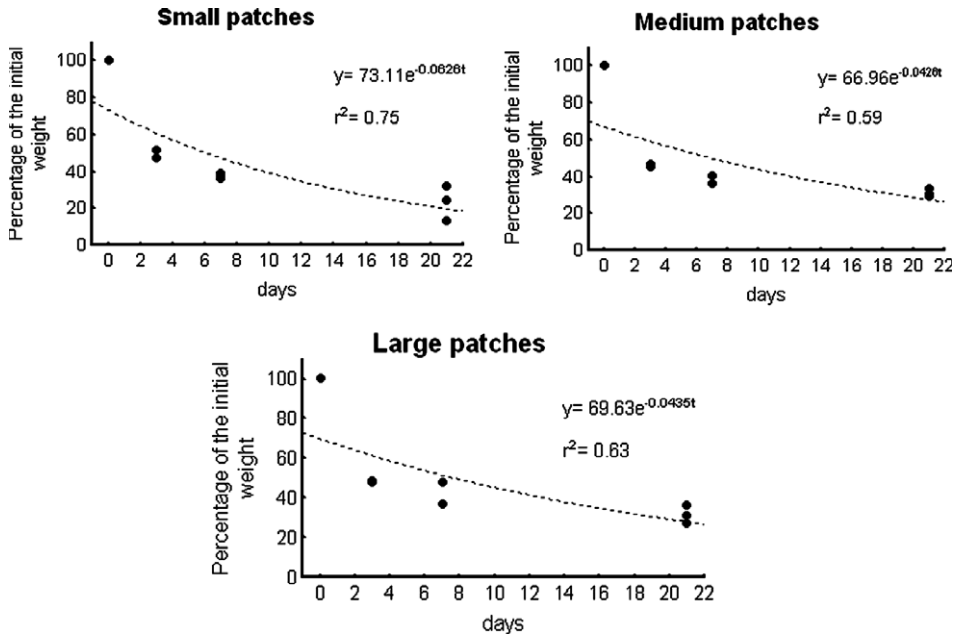 Small patches
Percentage of the initial
weight
100
80
60
40
20
0
y= 73.11e-0.0626t
r2= 0.75
0 2 4 6 8 10 12 14 16 18 20 22
days
Medium patches
Percentage of the initial
weight
100
80
60
40
20
0
y= 66.96e-0.0426t
r2= 0.59
0 2 4 6 8 10 12 14 16 18 20 22
days
Large patches
Percentage of the initial
weight
100
80
60
40
20
0
y= 69.63e-0.0435t
r2= 0.63
0 2 4 6 8 10 12 14 16 18 20 22
days